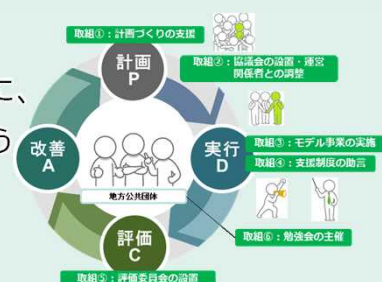 取組①：計画づくりの支援
計画
P
取組②：協議会の設置・運営
関係者との調整
に、
う
改善
A
実行
D
取組③：モデル事業の実施
取組④：支援制度の助言
地方公共団体
取組⑥：勉強会の主催
評価
C
取組⑤：評価委員会の設置